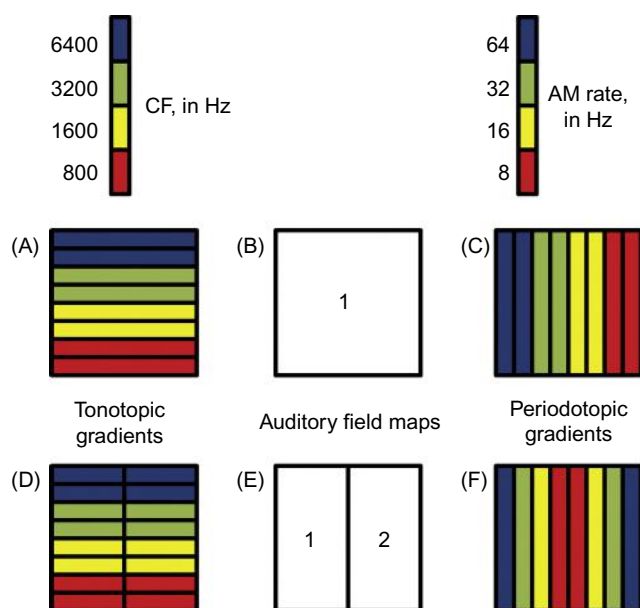 6400
3200
1600
800
CF, in Hz
64
32
16
8
AM rate,
in Hz
(A)
(B)
1
(C)
Tonotopic
gradients
Auditory field maps
Periodotopic
gradients
(D)
(E)
1
2
(F)